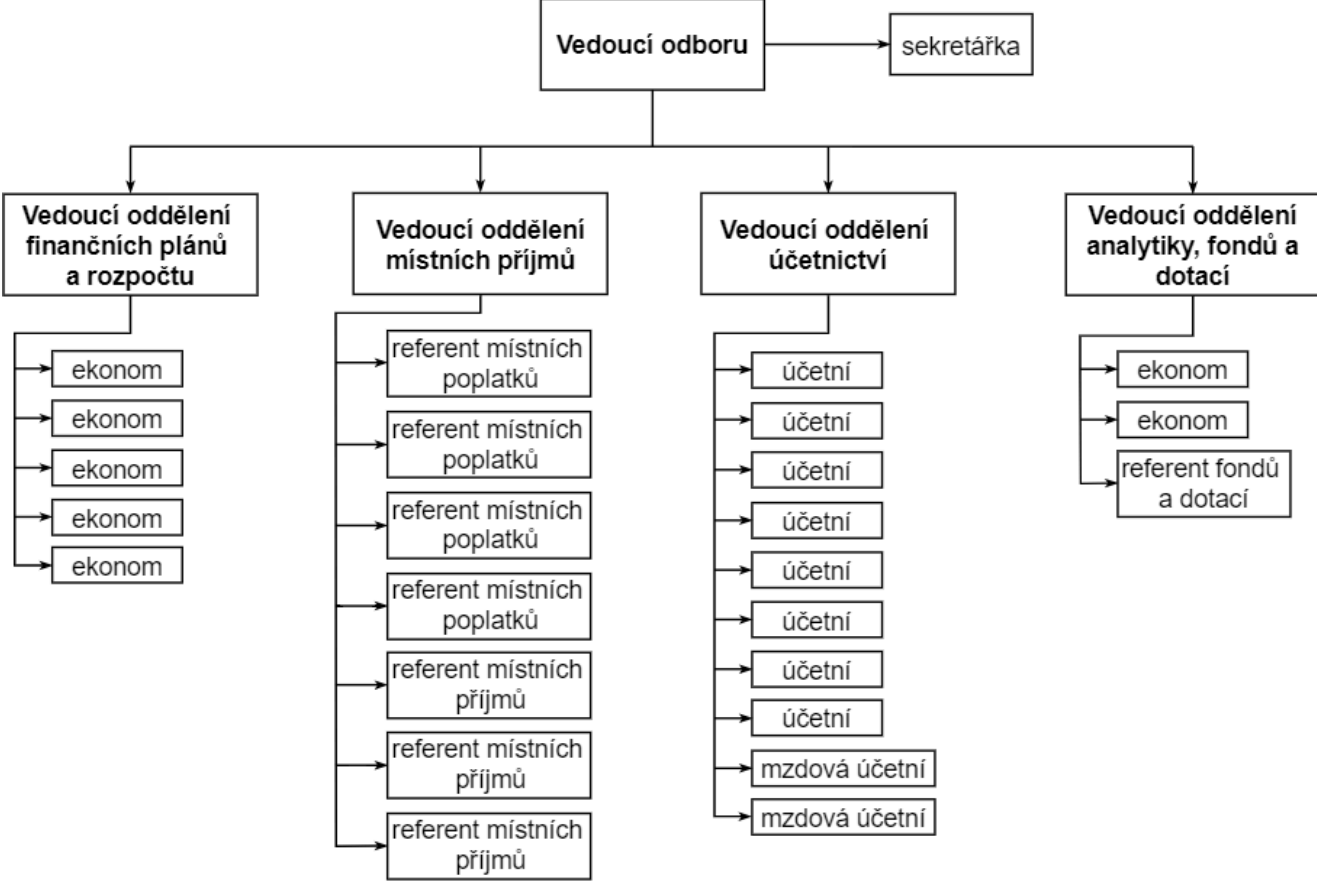 Vedoucí odboru
sekretářka
Vedoucí oddělení
finančních plánů
a rozpočtu
ekonom
ekonom
ekonom
ekonom
ekonom
Vedoucí oddělení
místních příjmů
referent místních
poplatků
referent místních
poplatků
referent místních
poplatků
referent místních
poplatků
referent místních
příjmů
referent místních
příjmů
referent místních
příjmů
Vedoucí oddělení
účetnictví
účetní
účetní
účetní
účetní
účetní
účetní
účetní
účetní
mzdová účetní
mzdová účetní
Vedoucí oddělení
analytiky, fondů a
dotací
ekonom
ekonom
referent fondů
a dotací